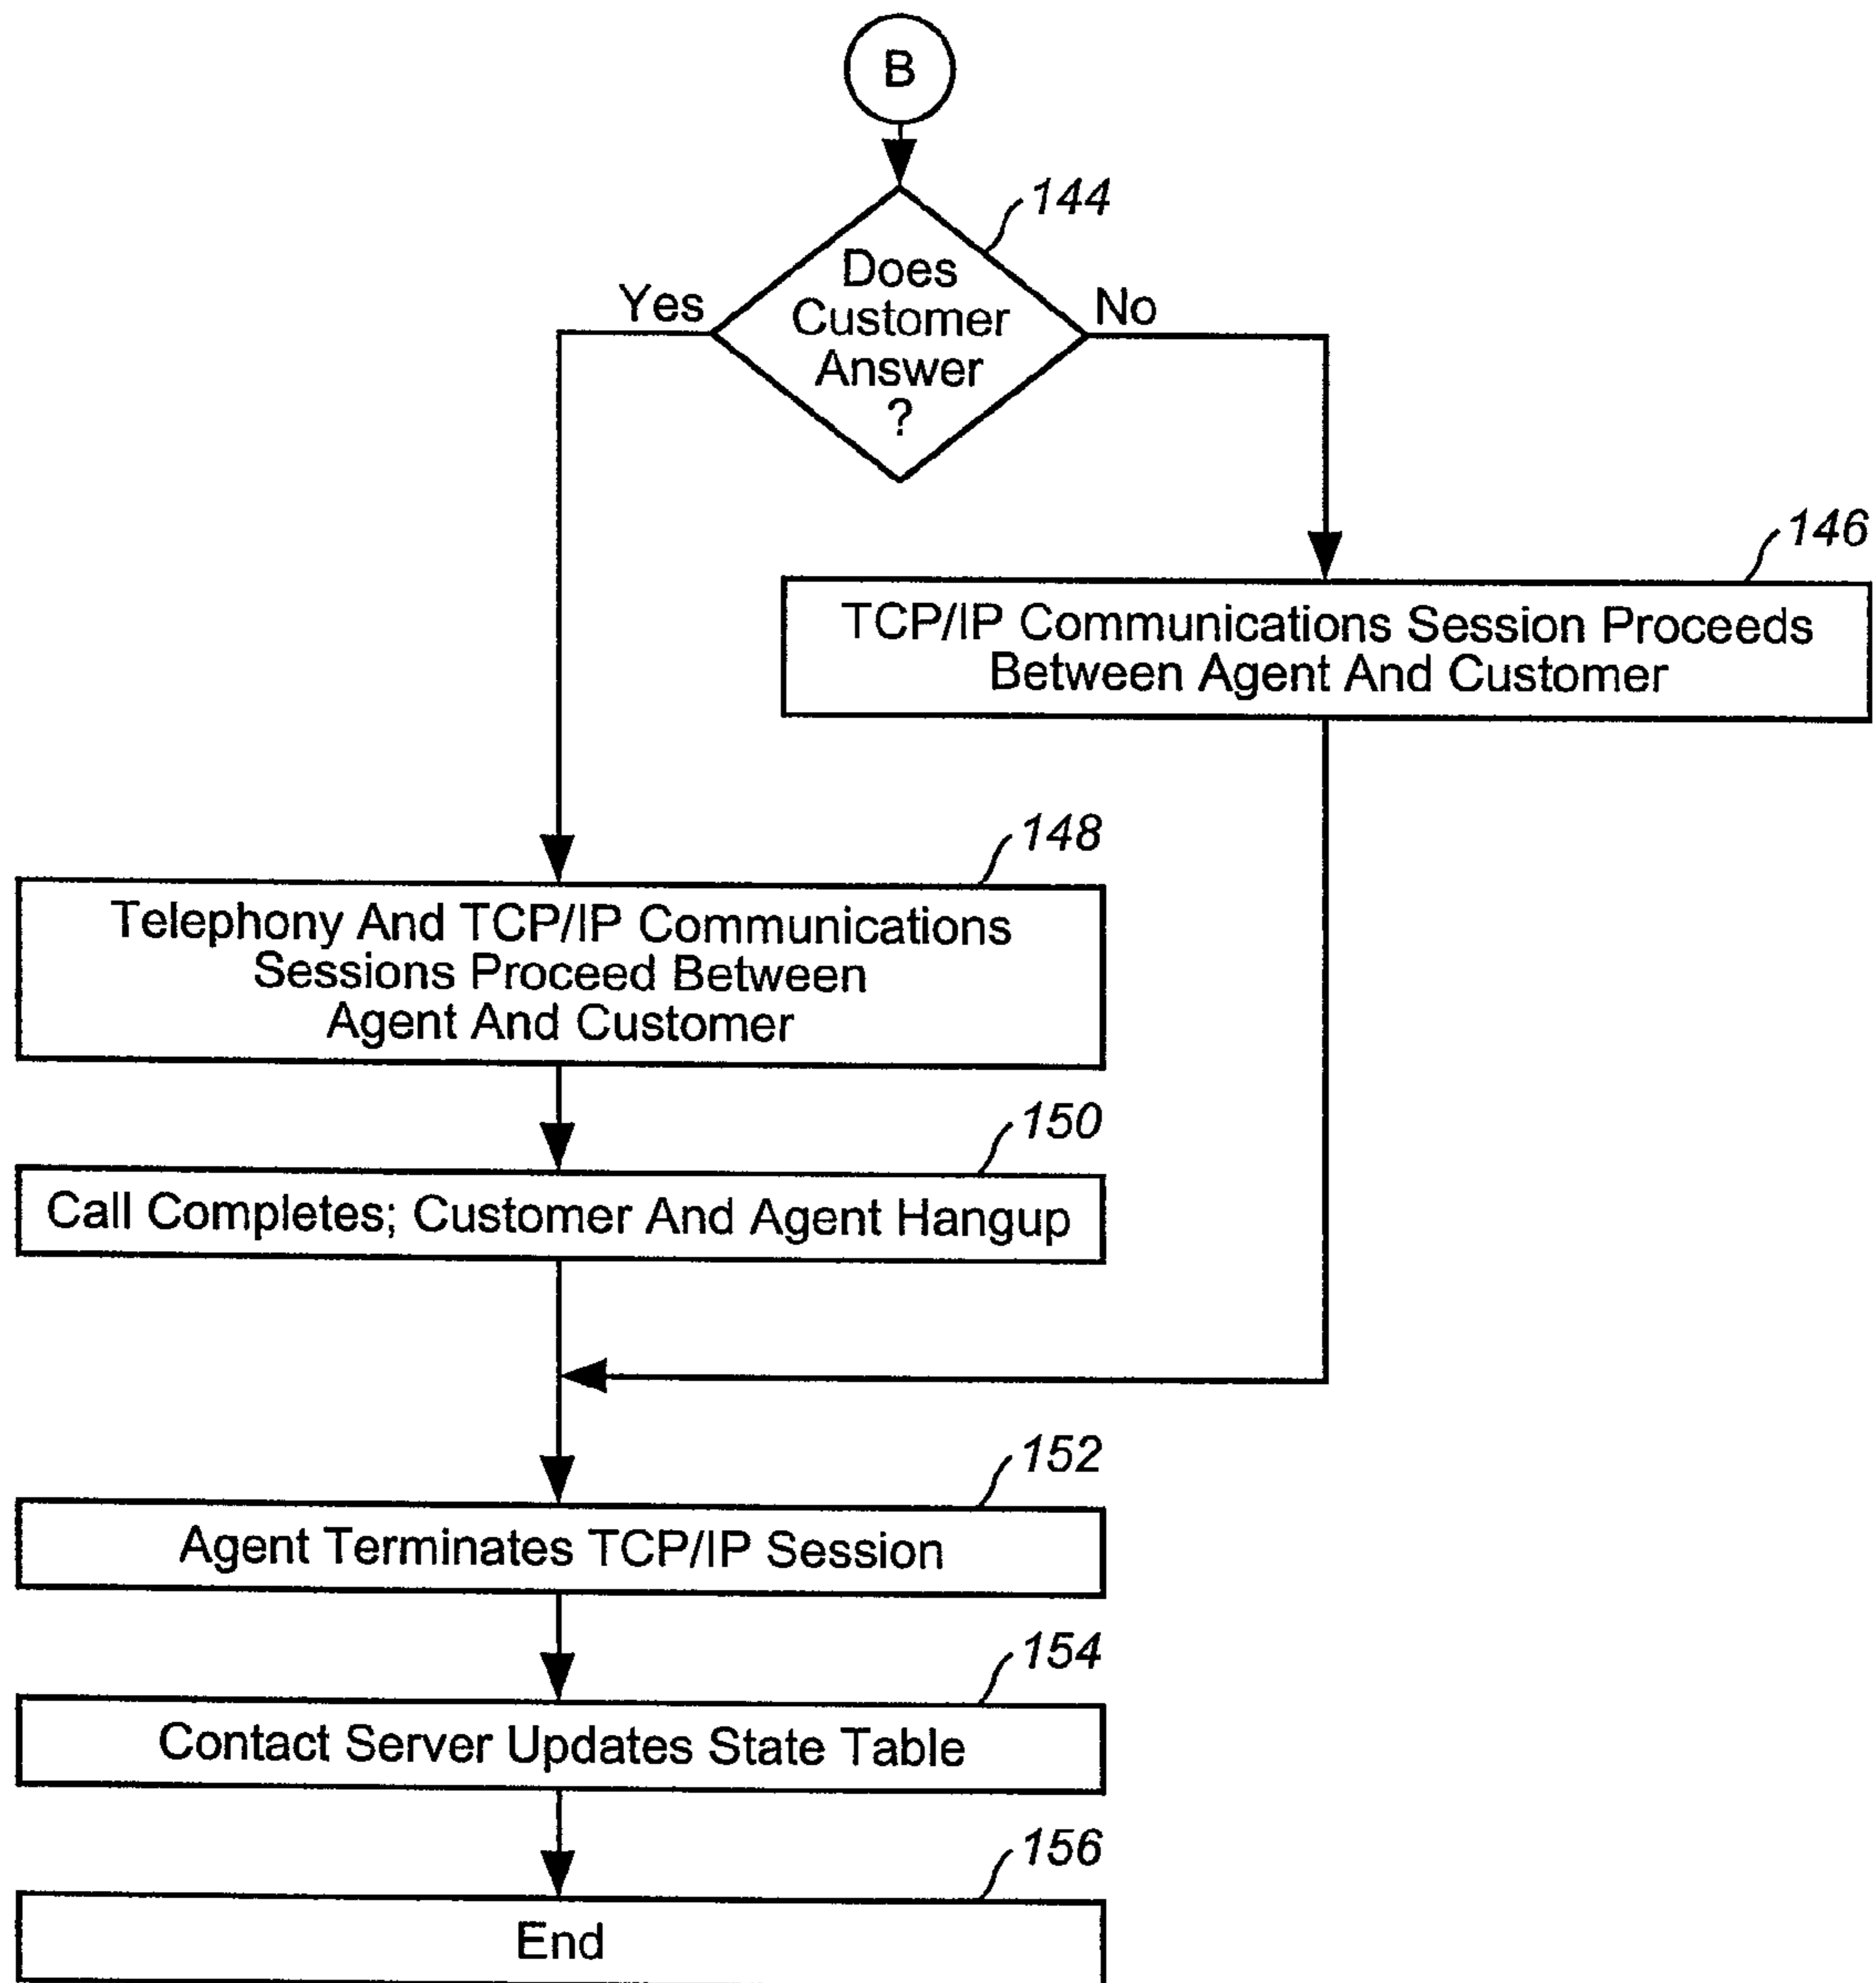 B
144
Does
Customer
Answer
?
Yes
No
146
TCP/IP Communications Session Proceeds
Between Agent And Customer
148
Telephony And TCP/IP Communications
Sessions Proceed Between
Agent And Customer
150
Call Completes; Customer And Agent Hangup
152
Agent Terminates TCP/IP Session
154
Contact Server Updates State Table
156
End